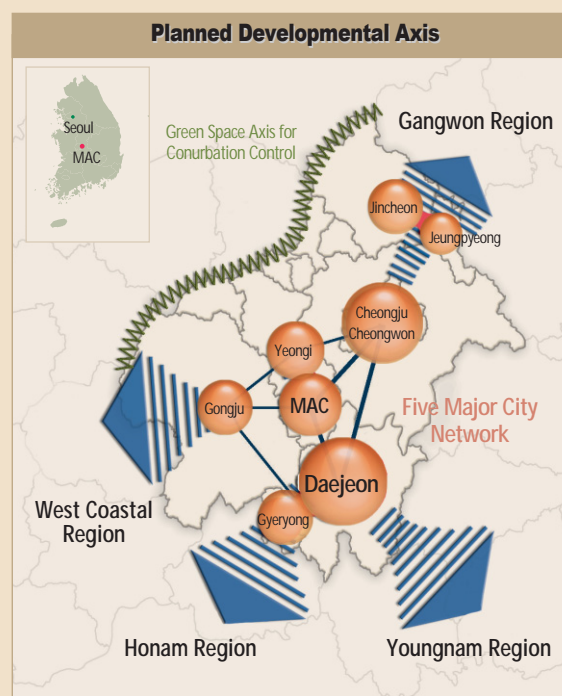 Planned Developmental Axis
Seoul
MAC
Green Space Axis for
Conurbation Control
Gangwon Region
Jincheon
Jeungpyeong
Cheongju
Cheongwon
Yeongi
Gongju
MAC
Five Major City
Network
Daejeon
Gyeryong
West Coastal
Region
Honam Region
Youngnam Region